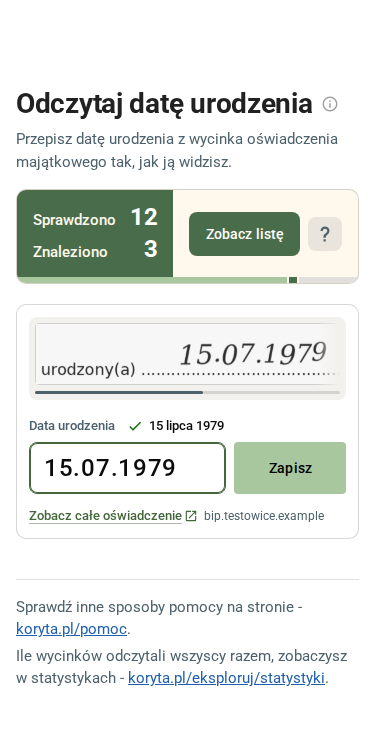 Odczytaj datę urodzenia
Przepisz datę urodzenia z wycinka oświadczenia
majątkowego tak, jak ją widzisz.
Sprawdzono 12
Znaleziono 3
Zobacz listę
?
15.07.1979
urodzony(a) ........................................
Data urodzenia 15 lipca 1979
15.07.1979
Zapisz
Zobacz całe oświadczenie bip.testowice.example
Sprawdź inne sposoby pomocy na stronie -
koryta.pl/pomoc.
Ile wycinków odczytali wszyscy razem, zobaczysz
w statystykach - koryta.pl/eksploruj/statystyki.